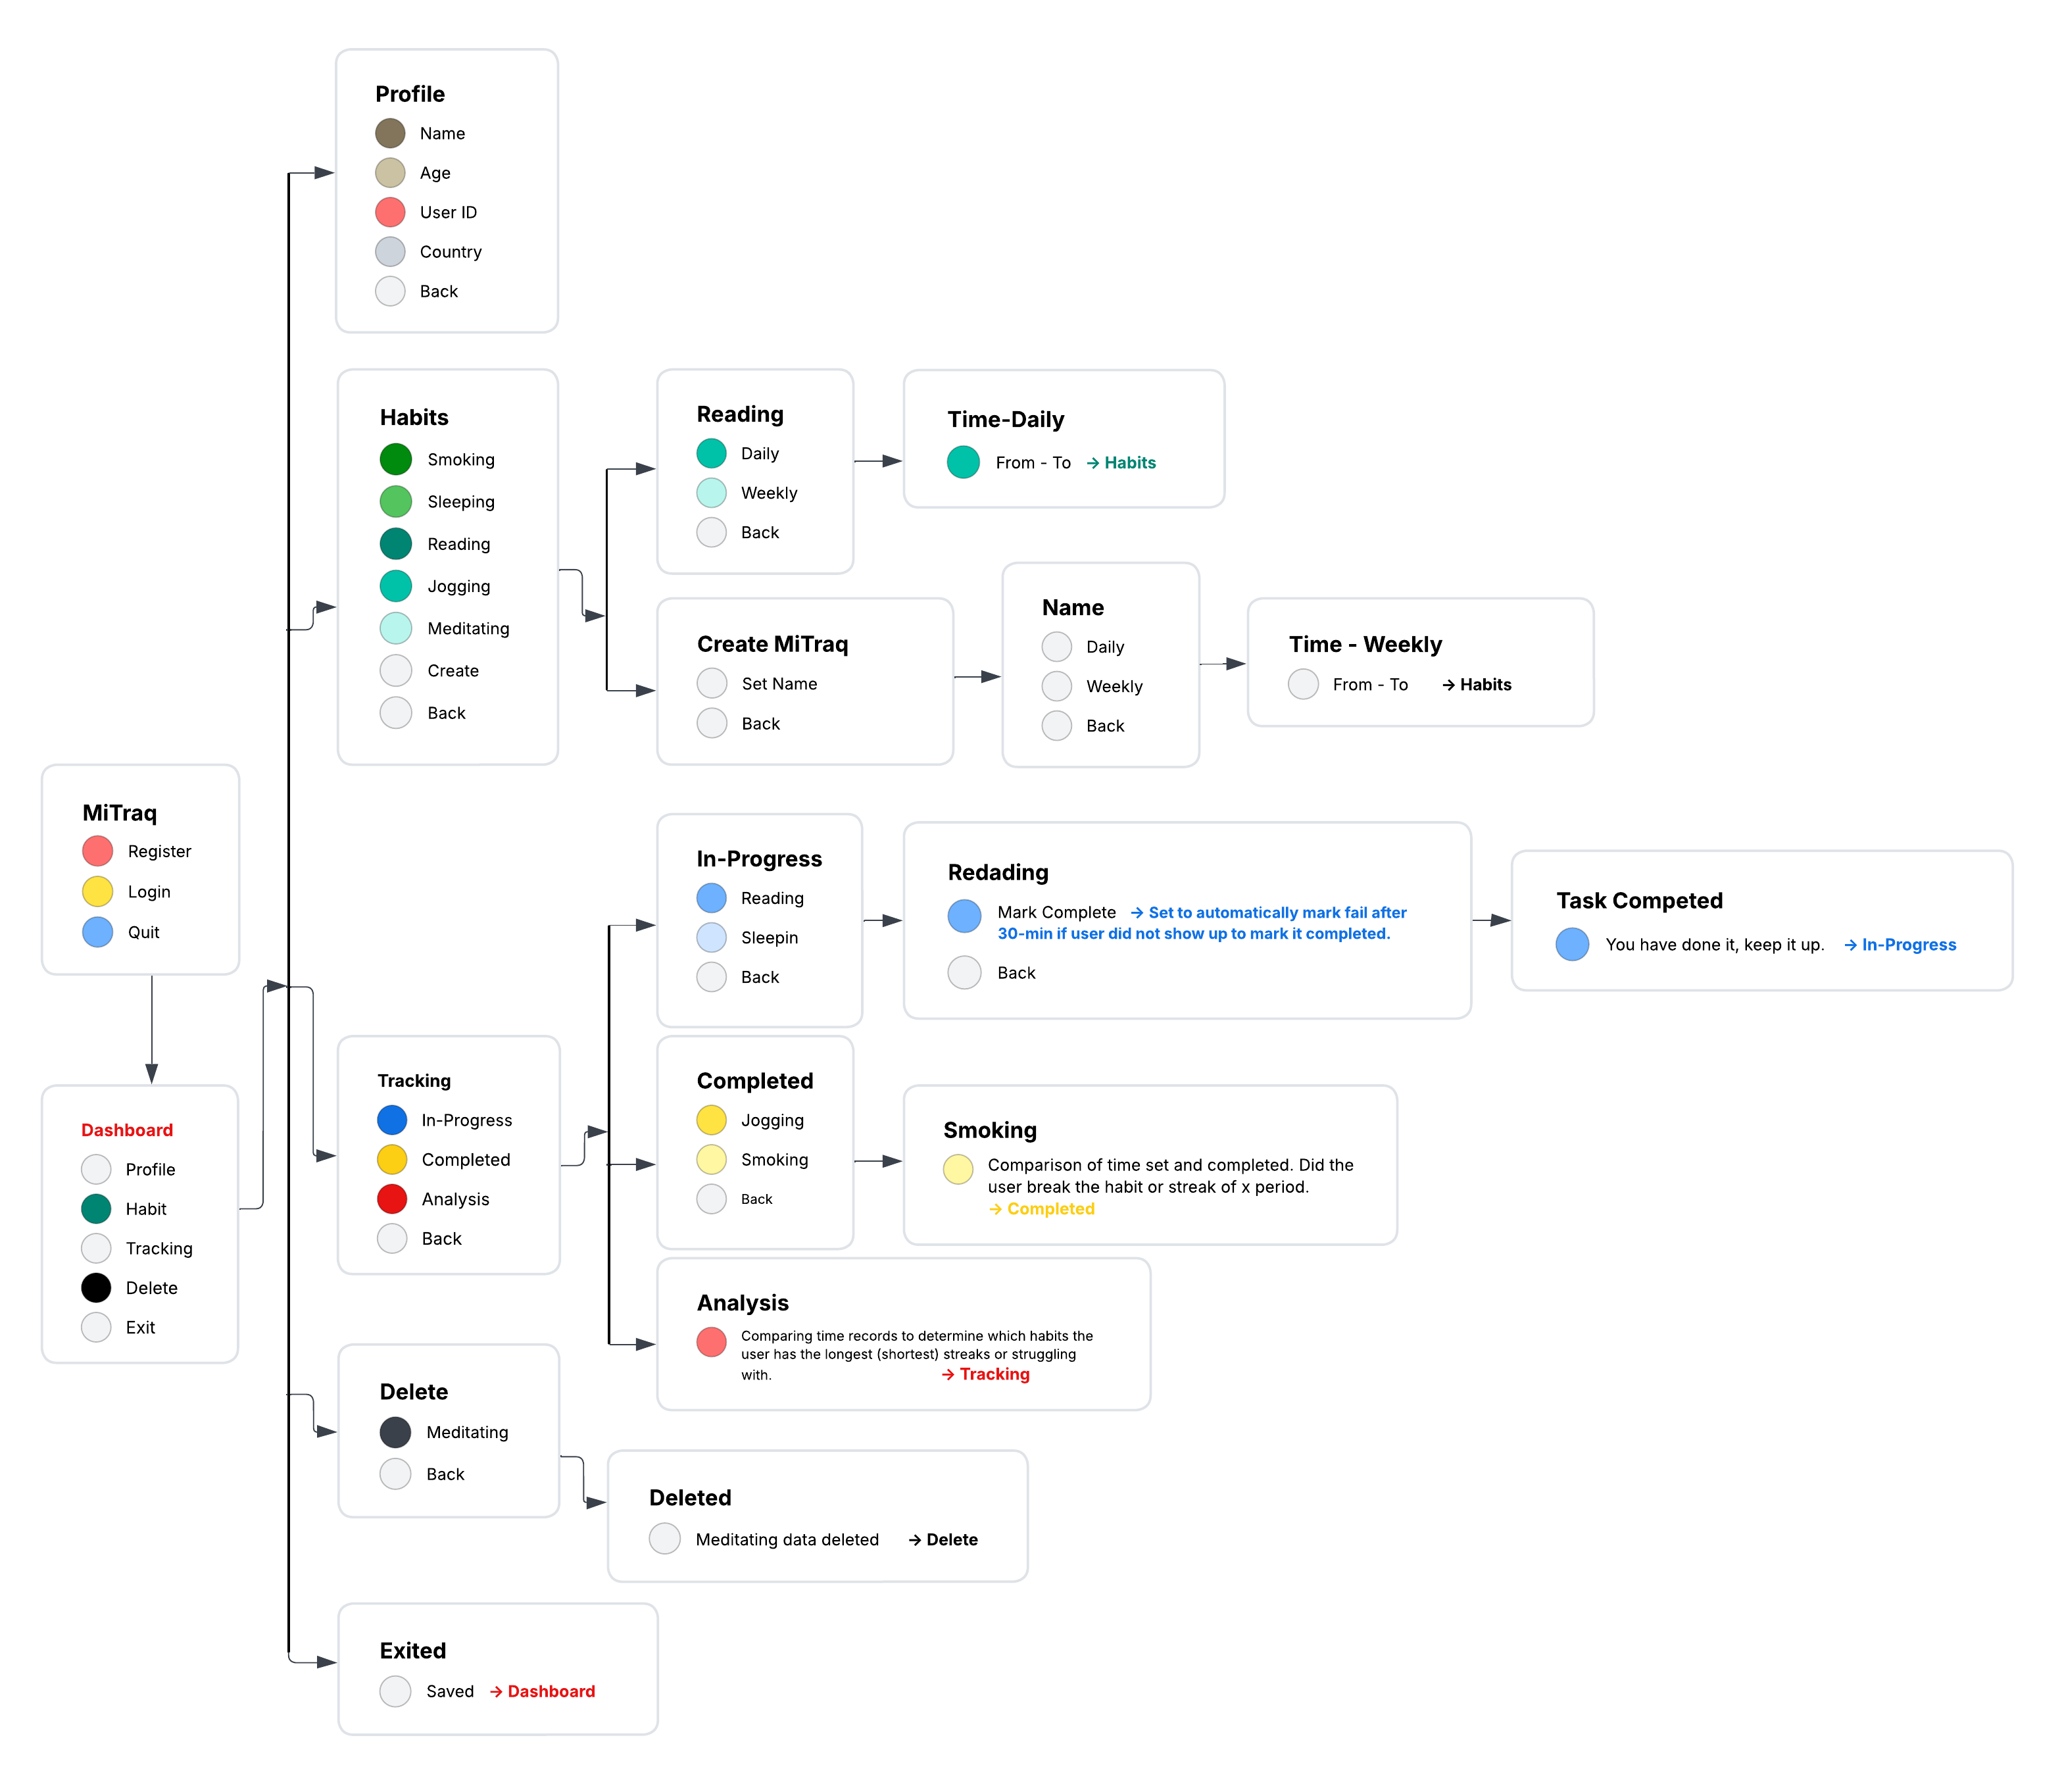 Profile
Name
Age
User ID
Country
Back
Habits
Smoking
Sleeping
Reading
Jogging
Meditating
Create
Back
Reading
Daily
Weekly
Back
Time-Daily
From - To → Habits
Create MiTraq
Set Name
Back
Name
Daily
Weekly
Back
Time - Weekly
From - To → Habits
MiTraq
Register
Login
Quit
Dashboard
Profile
Habit
Tracking
Delete
Exit
Tracking
In-Progress
Completed
Analysis
Back
In-Progress
Reading
Sleepin
Back
Redading
Mark Complete → Set to automatically mark fail after
30-min if user did not show up to mark it completed.
Back
Task Competed
You have done it, keep it up. → In-Progress
Completed
Jogging
Smoking
Back
Smoking
Comparison of time set and completed. Did the
user break the habit or streak of x period.
→ Completed
Analysis
Comparing time records to determine which habits the
user has the longest (shortest) streaks or struggling
with. → Tracking
Delete
Meditating
Back
Deleted
Meditating data deleted → Delete
Exited
Saved → Dashboard